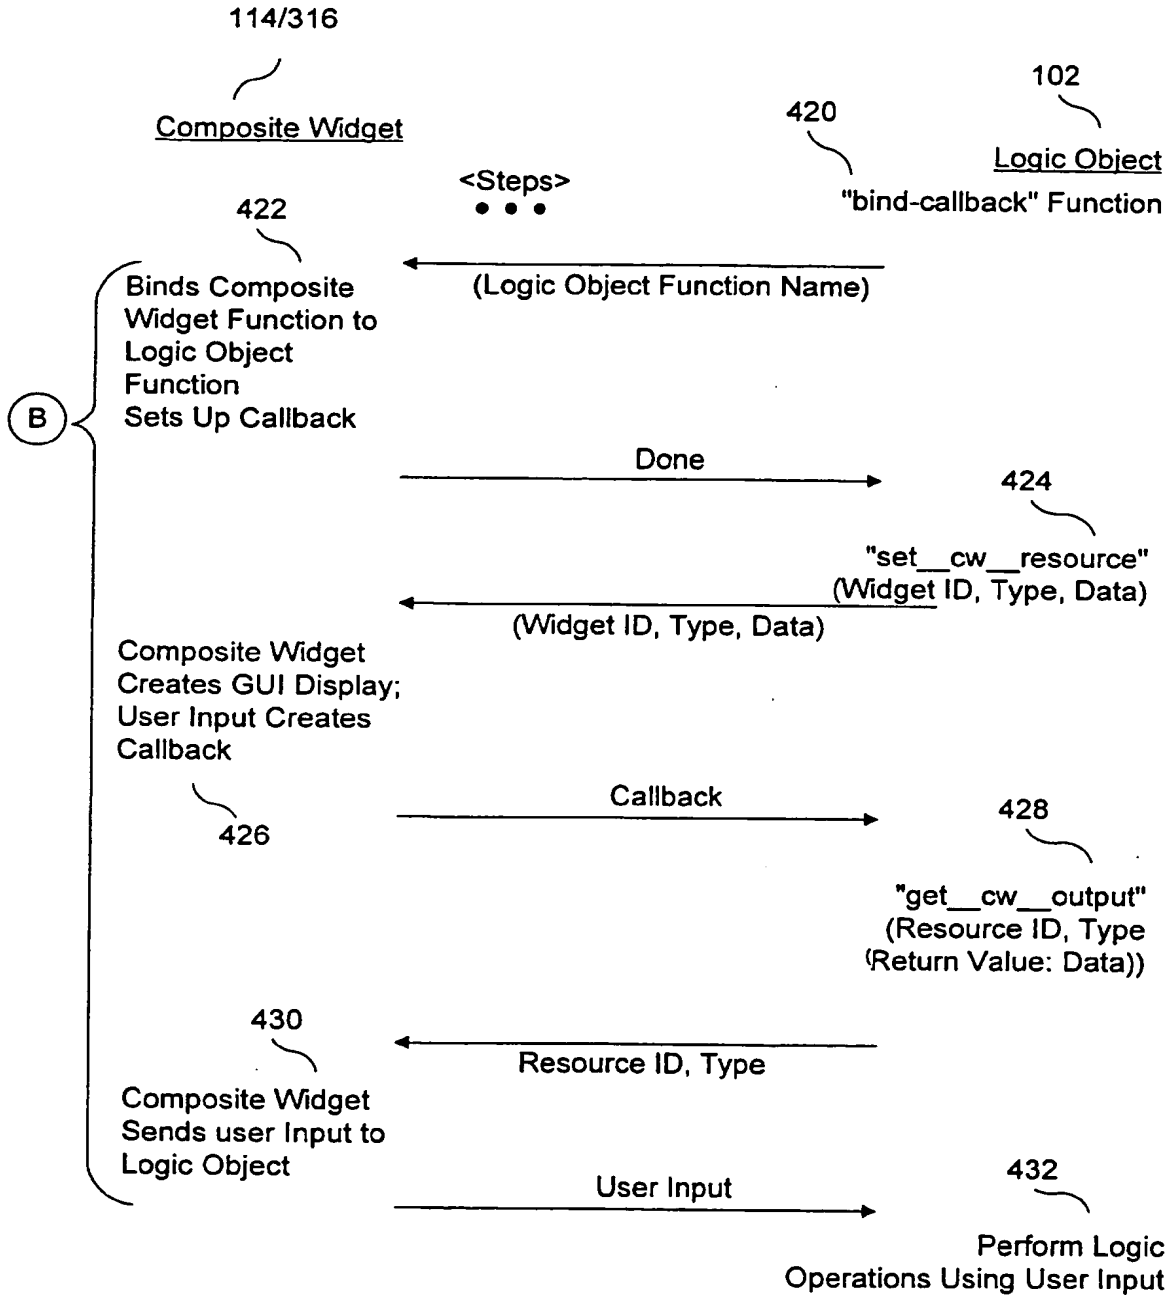 114/316
Composite Widget
102
Logic Object
420
"bind-callback" Function
<Steps>
422
Binds Composite
Widget Function to
Logic Object
Function
Sets Up Callback
(Logic Object Function Name)
B
Done
424
"set__cw__resource"
(Widget ID, Type, Data)
(Widget ID, Type, Data)
Composite Widget
Creates GUI Display;
User Input Creates
Callback
426
Callback
428
"get__cw__output"
(Resource ID, Type
(Return Value: Data))
430
Resource ID, Type
Composite Widget
Sends user Input to
Logic Object
User Input
432
Perform Logic
Operations Using User Input